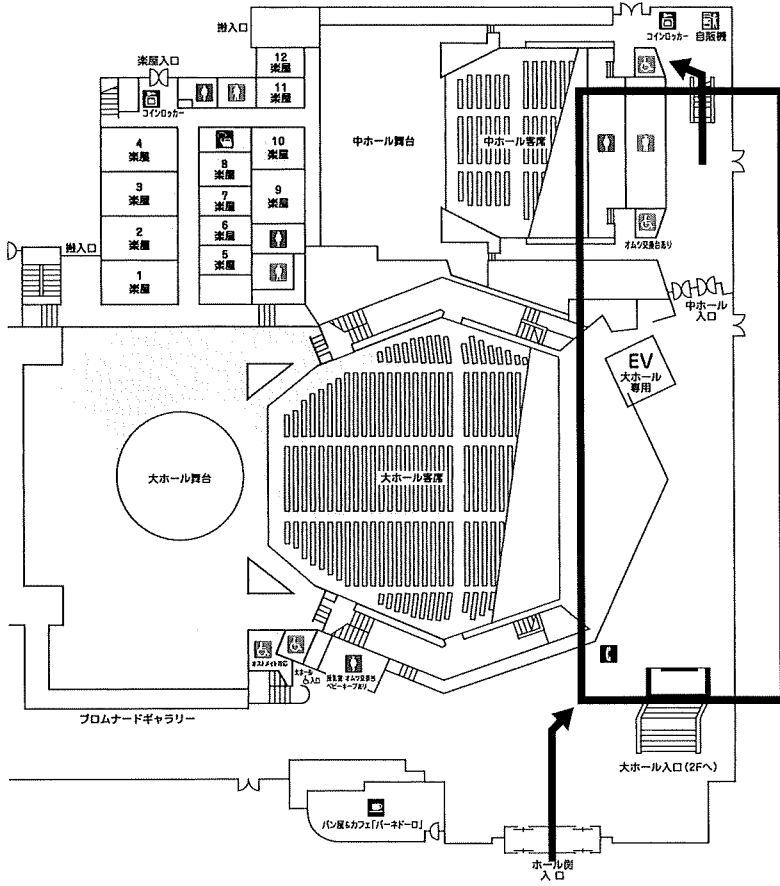 搬入口
コインロッカー
自販機
楽屋入口
12
楽屋
11
楽屋
コインロッカー
4
楽屋
3
楽屋
2
楽屋
1
楽屋
8
楽屋
7
楽屋
6
楽屋
5
楽屋
10
楽屋
9
楽屋
搬入口
中ホール舞台
中ホール客席
オムツ交換台あり
中ホール
入口
EV
大ホール
専用
大ホール舞台
大ホール客席
オストメイト対応
大ホール
入口
授乳室・オムツ交換台
ベビーキープあり
プロムナードギャラリー
大ホール入口(2Fへ)
パン屋&カフェ「パーネドーロ」
ホール側
入口